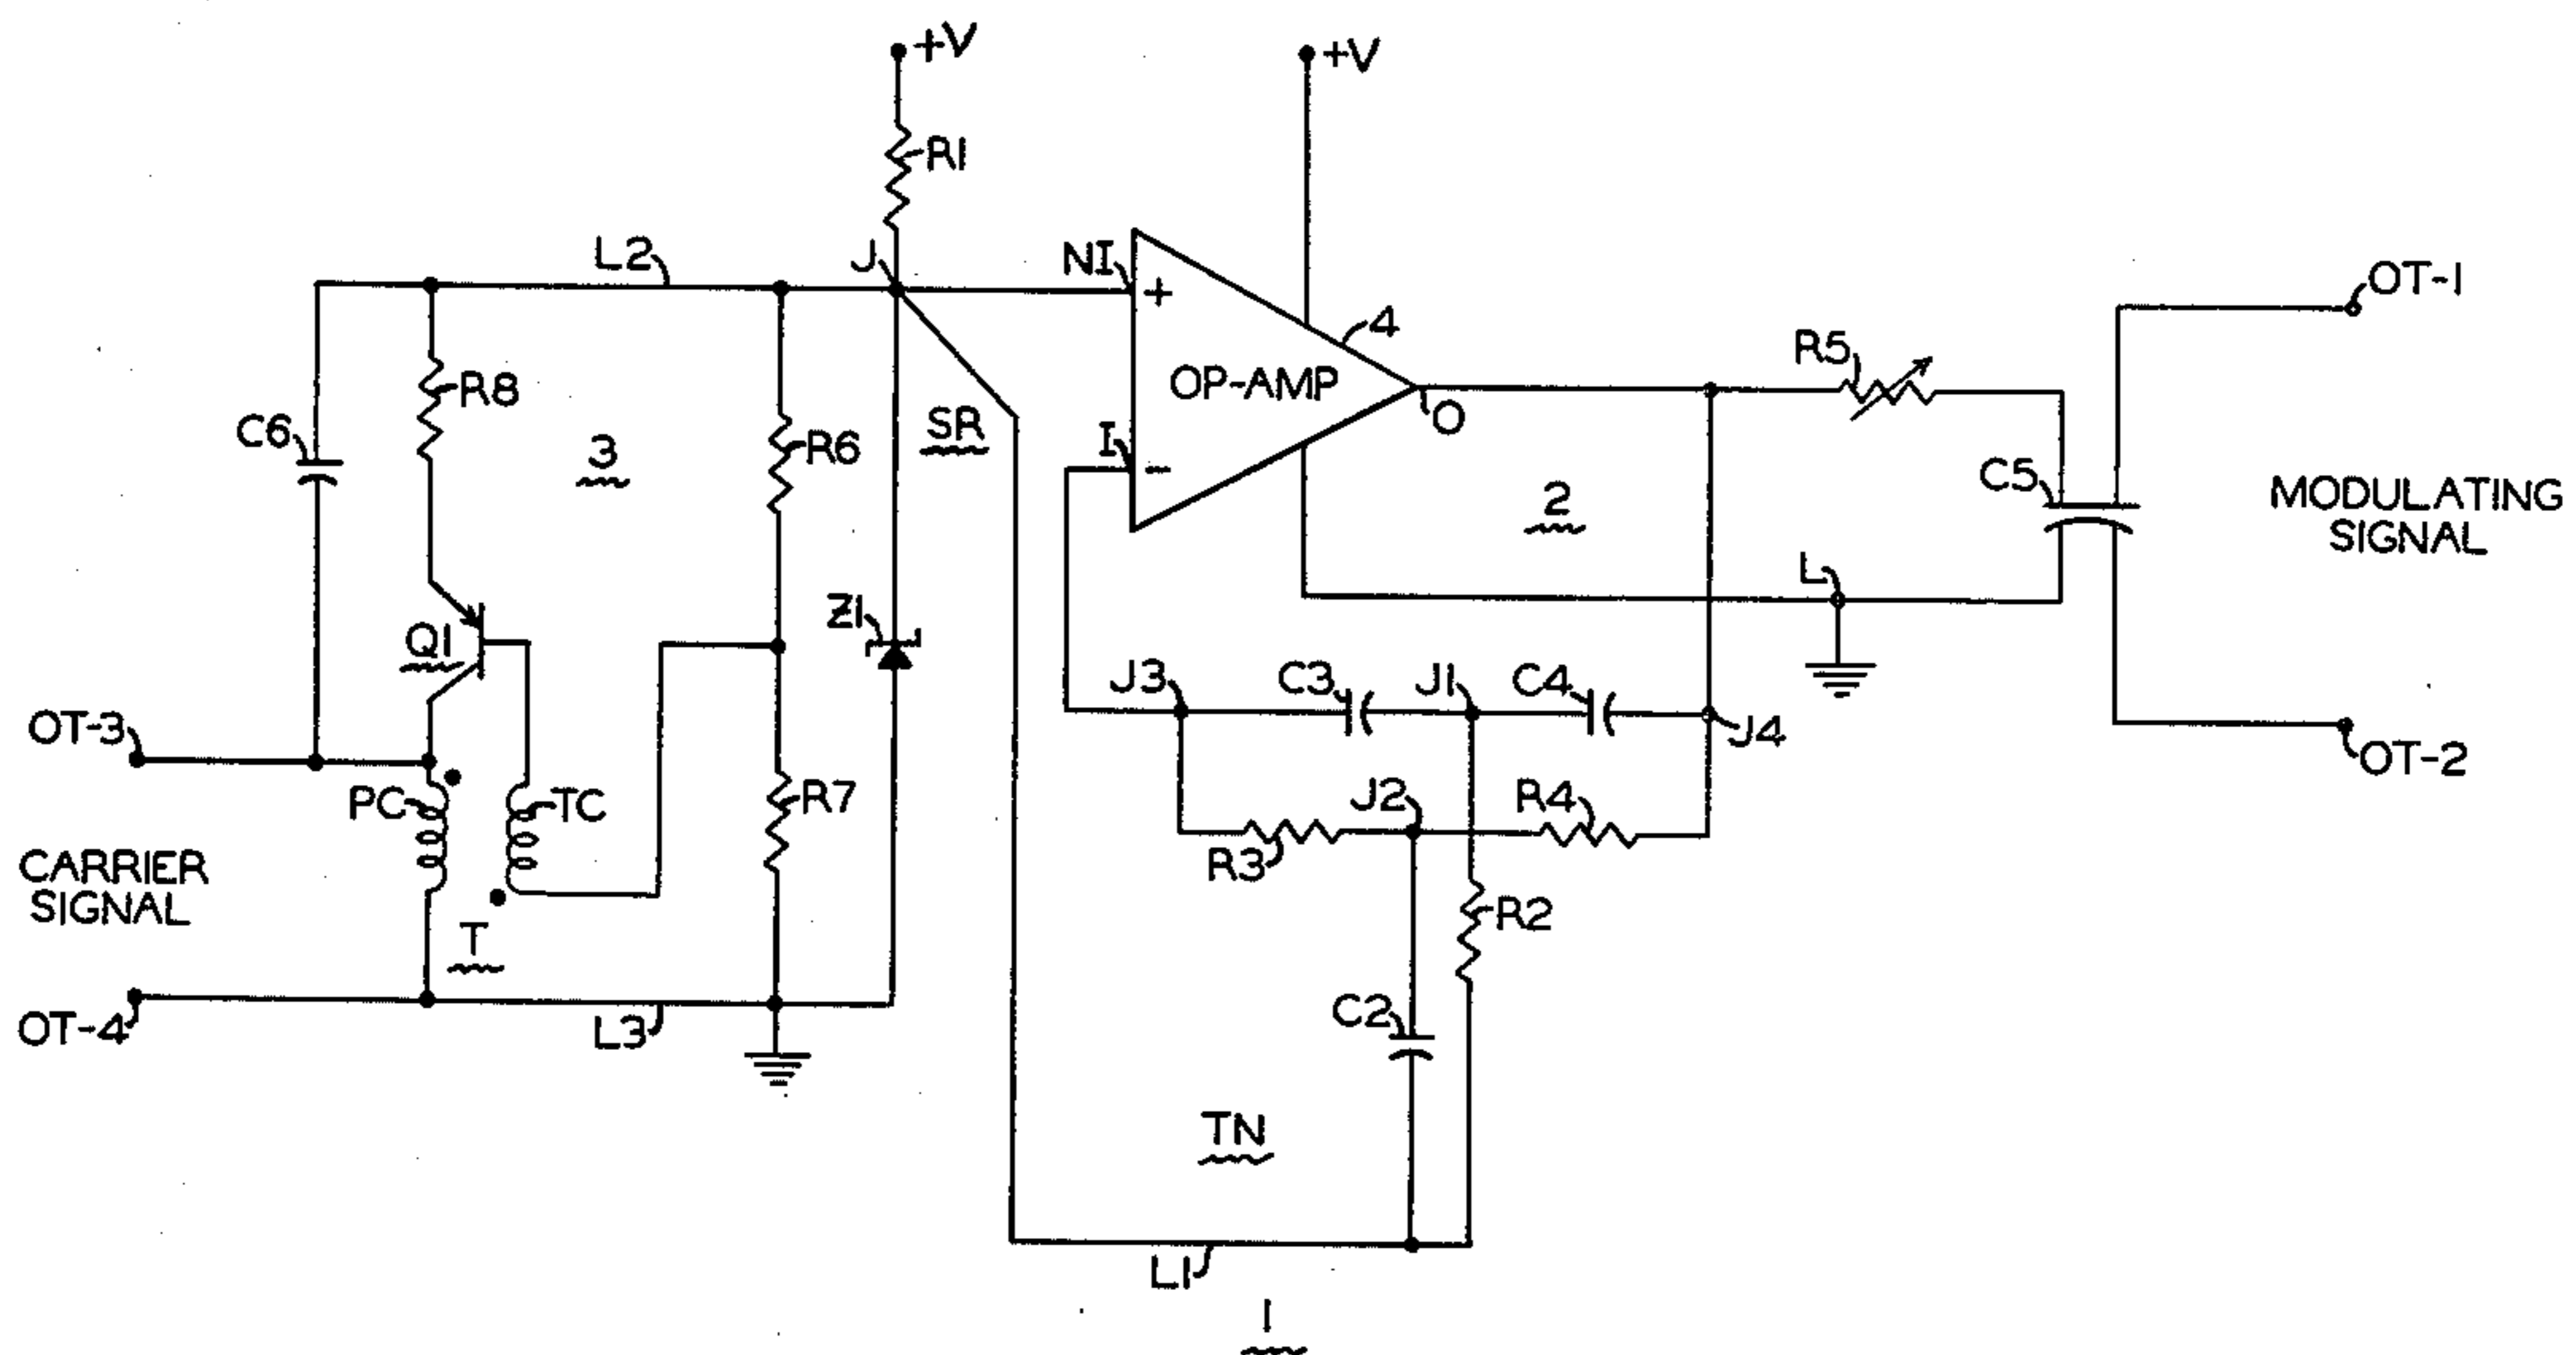 +V
+V
R1
L2
J
NI
+
OT-1
4
R8
R5
OP-AMP
O
C6
3
R6
SR
I
-
C5
2
MODULATING
SIGNAL
L
Z1
Q1
J3
C3
J1
C4
OT-3
J4
OT-2
PC
TC
R7
J2
R4
CARRIER
SIGNAL
R3
R2
T
C2
OT-4
L3
TN
L1
1